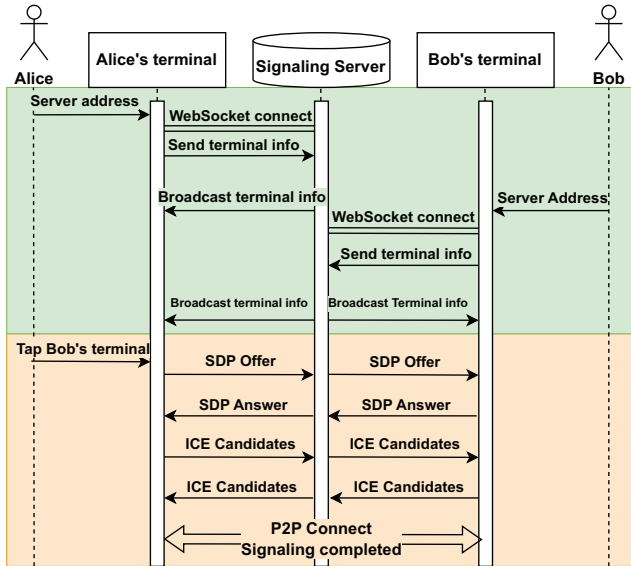 Alice's terminal
Signaling Server
Bob's terminal
Alice
Bob
Server address
WebSocket connect
Send terminal info
Broadcast terminal info
Server Address
WebSocket connect
Send terminal info
Broadcast terminal info
Broadcast Terminal info
Tap Bob's terminal
SDP Offer
SDP Offer
SDP Answer
SDP Answer
ICE Candidates
ICE Candidates
ICE Candidates
ICE Candidates
P2P Connect
Signaling completed